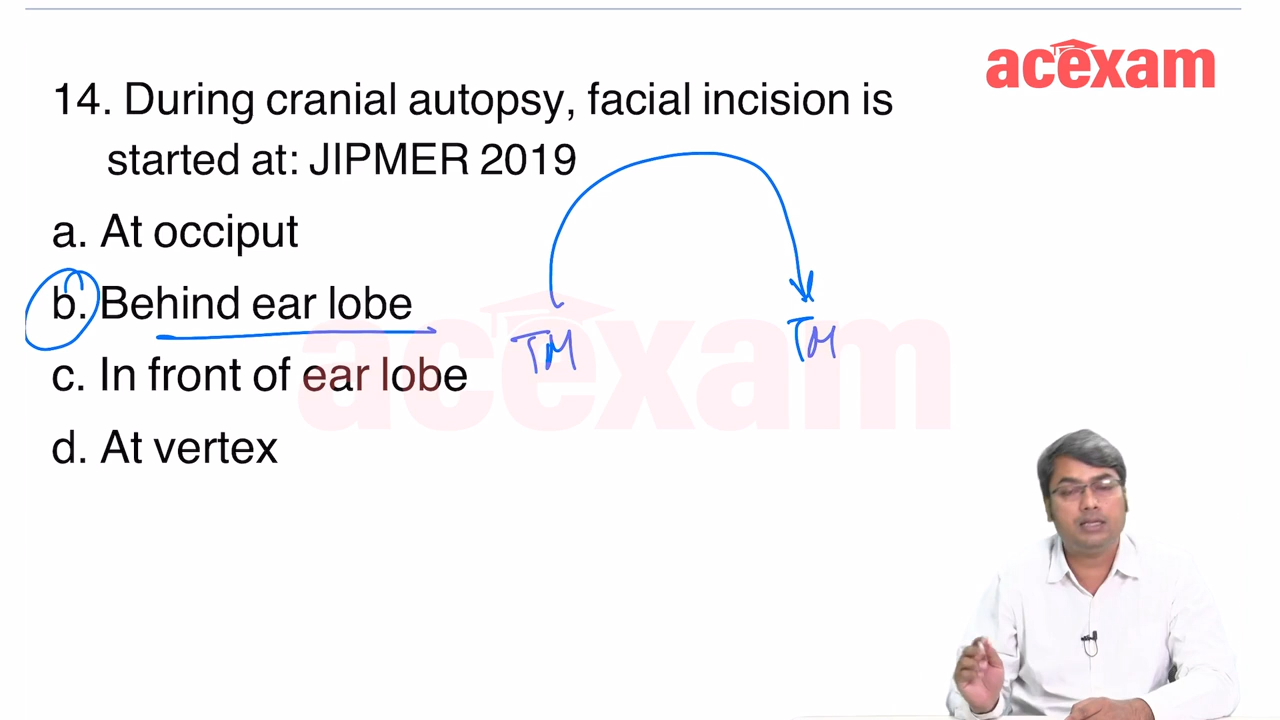 acexam
14. During cranial autopsy, facial incision is
started at: JIPMER 2019
a. At occiput
b. Behind ear lobe
c. In front of ear lobe
d. At vertex
TM
TM
acexam